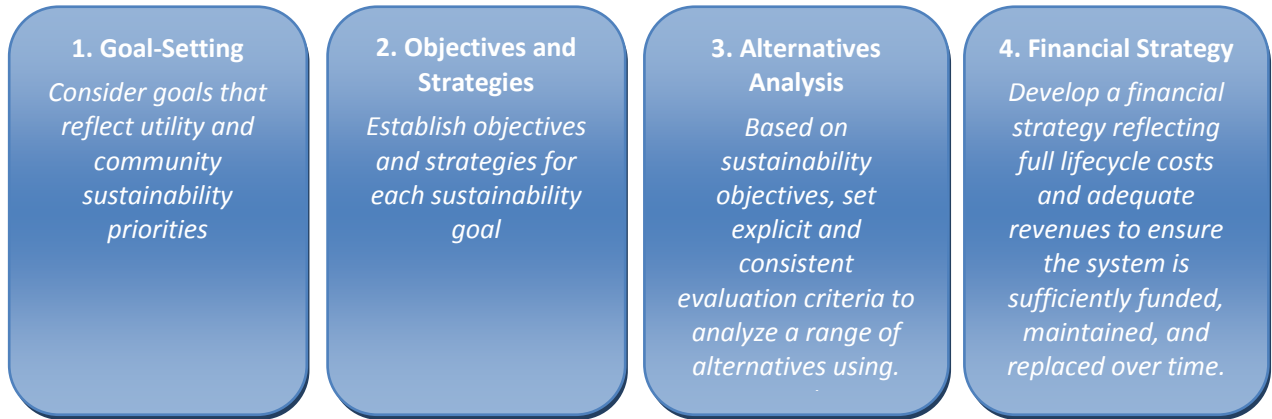 1. Goal-Setting
Consider goals that
reflect utility and
community
sustainability
priorities
2. Objectives and
Strategies
Establish objectives
and strategies for
each sustainability
goal
3. Alternatives
Analysis
Based on
sustainability
objectives, set
explicit and
consistent
evaluation criteria to
analyze a range of
alternatives using.
4. Financial Strategy
Develop a financial
strategy reflecting
full lifecycle costs
and adequate
revenues to ensure
the system is
sufficiently funded,
maintained, and
replaced over time.